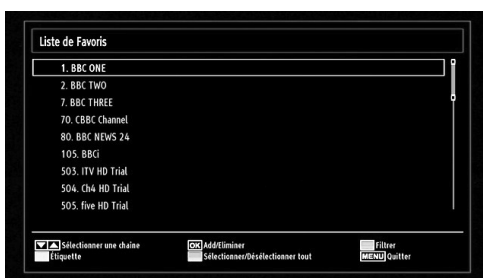 Liste de Favoris
1. BBC ONE
2. BBC TWO
7. BBC THREE
70. CBBC Channel
80. BBC NEWS 24
105. BBCi
503. ITV HD Trial
504. Ch4 HD Trial
505. five HD Trial
Sélectionner une chaîne
OK Add/Eliminer
Filtrer
Étiquette
Sélectionner/Désélectionner tout
MENU Quitter